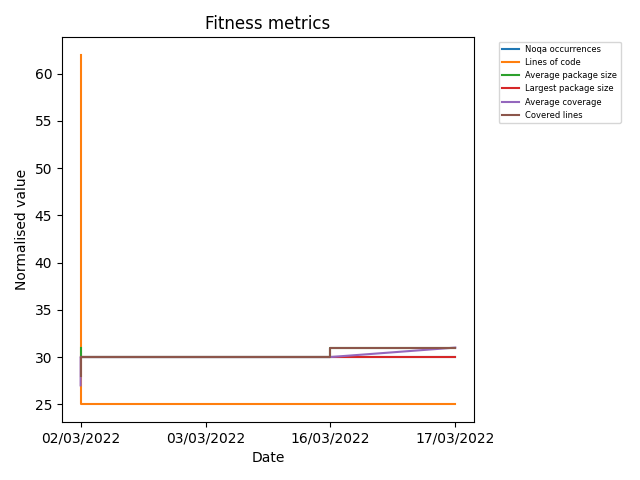 Fitness metrics
Noqa occurrences
Lines of code
Average package size
Largest package size
Average coverage
Covered lines
Normalised value
60
55
50
45
40
35
30
25
02/03/2022
03/03/2022
16/03/2022
17/03/2022
Date